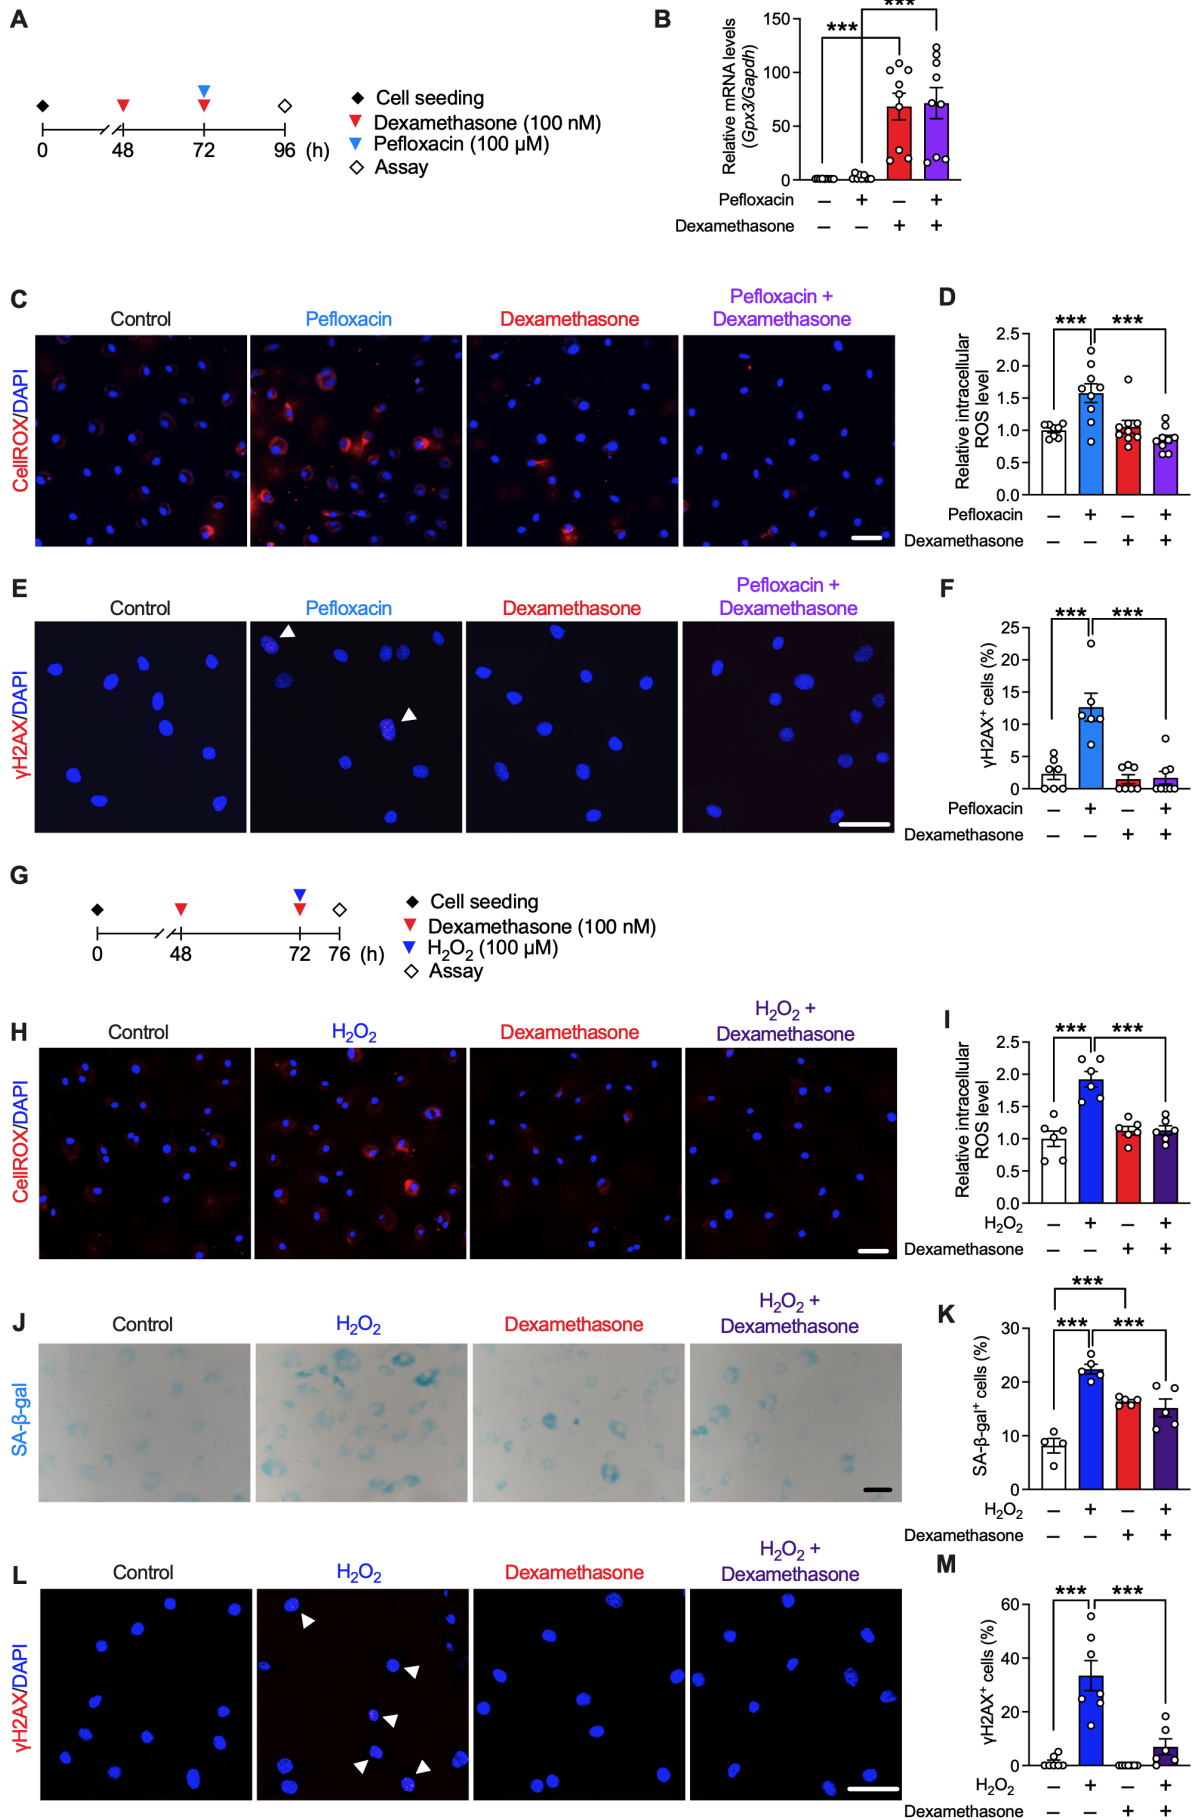 A
Cell seeding
Dexamethasone (100 nM)
Pefloxacin (100 µM)
Assay
0 48 72 96 (h)
B
Relative mRNA levels
(Gpx3/Gapdh)
150
100
50
0
***
***
Pefloxacin – + – +
Dexamethasone – – + +
C
Control
Pefloxacin
Dexamethasone
Pefloxacin +
Dexamethasone
CellROX/DAPI
D
Relative intracellular
ROS level
2.5
2.0
1.5
1.0
0.5
0.0
*** ***
Pefloxacin – + – +
Dexamethasone – – + +
E
Control
Pefloxacin
Dexamethasone
Pefloxacin +
Dexamethasone
γH2AX/DAPI
F
γH2AX⁺ cells (%)
25
20
15
10
5
0
*** ***
Pefloxacin – + – +
Dexamethasone – – + +
G
Cell seeding
Dexamethasone (100 nM)
H₂O₂ (100 µM)
Assay
0 48 72 76 (h)
H
Control
H₂O₂
Dexamethasone
H₂O₂ +
Dexamethasone
CellROX/DAPI
I
Relative intracellular
ROS level
2.5
2.0
1.5
1.0
0.5
0.0
*** ***
H₂O₂ – + – +
Dexamethasone – – + +
J
Control
H₂O₂
Dexamethasone
H₂O₂ +
Dexamethasone
SA-β-gal
K
SA-β-gal⁺ cells (%)
30
20
10
0
***
*** ***
H₂O₂ – + – +
Dexamethasone – – + +
L
Control
H₂O₂
Dexamethasone
H₂O₂ +
Dexamethasone
γH2AX/DAPI
M
γH2AX⁺ cells (%)
60
40
20
0
*** ***
H₂O₂ – + – +
Dexamethasone – – + +